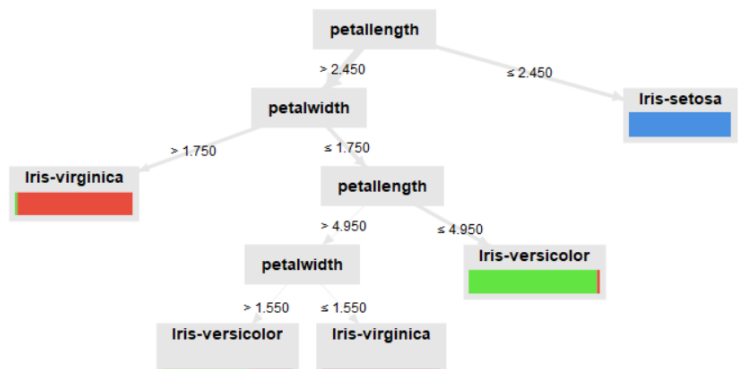 petallength
> 2.450
≤ 2.450
Iris-setosa
petalwidth
> 1.750
≤ 1.750
Iris-virginica
petallength
> 4.950
≤ 4.950
Iris-versicolor
petalwidth
> 1.550
≤ 1.550
Iris-versicolor
Iris-virginica